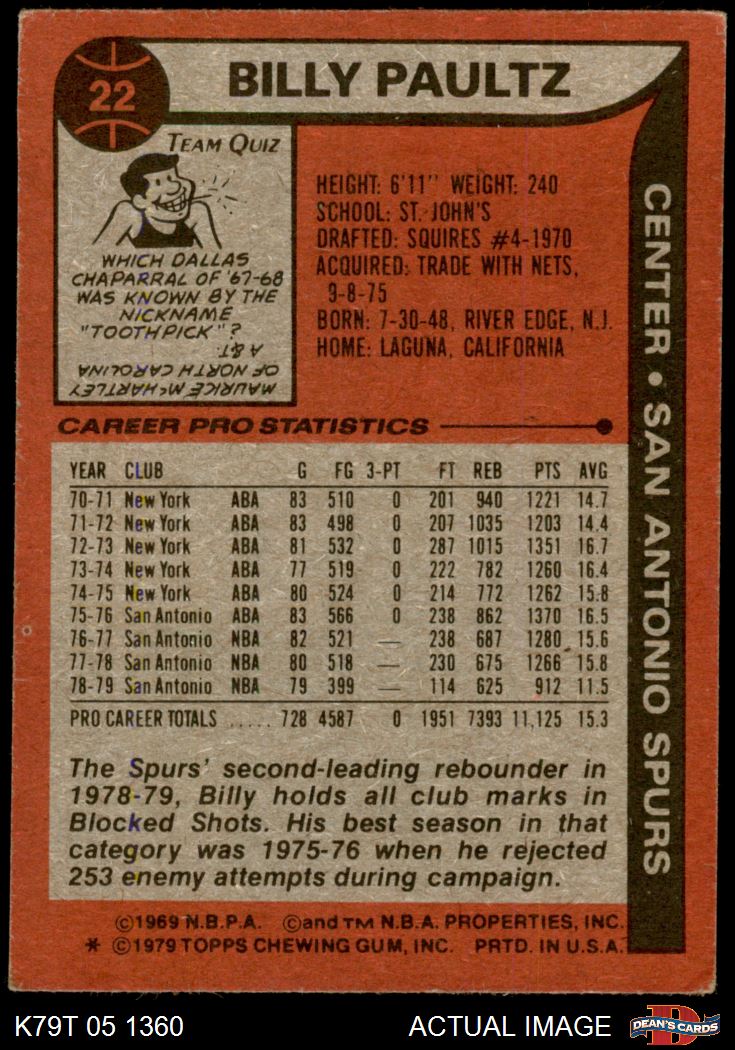 22
BILLY PAULTZ
TEAM QUIZ
WHICH DALLAS
CHAPARRAL OF '67-68
WAS KNOWN BY THE
NICKNAME
"TOOTHPICK"?
MAURICE McHARTLEY
OF NORTH CAROLINA
A&T
HEIGHT: 6'11" WEIGHT: 240
SCHOOL: ST. JOHN'S
DRAFTED: SQUIRES #4-1970
ACQUIRED: TRADE WITH NETS,
9-8-75
BORN: 7-30-48, RIVER EDGE, N.J.
HOME: LAGUNA, CALIFORNIA
CENTER • SAN ANTONIO SPURS
CAREER PRO STATISTICS
YEAR CLUB G FG 3-PT FT REB PTS AVG
70-71 New York ABA 83 510 0 201 940 1221 14.7
71-72 New York ABA 83 498 0 207 1035 1203 14.4
72-73 New York ABA 81 532 0 287 1015 1351 16.7
73-74 New York ABA 77 519 0 222 782 1260 16.4
74-75 New York ABA 80 524 0 214 772 1262 15.8
75-76 San Antonio ABA 83 566 0 238 862 1370 16.5
76-77 San Antonio NBA 82 521 — 238 687 1280 15.6
77-78 San Antonio NBA 80 518 — 230 675 1266 15.8
78-79 San Antonio NBA 79 399 — 114 625 912 11.5
PRO CAREER TOTALS ..... 728 4587 0 1951 7393 11,125 15.3
The Spurs' second-leading rebounder in
1978-79, Billy holds all club marks in
Blocked Shots. His best season in that
category was 1975-76 when he rejected
253 enemy attempts during campaign.
©1969 N.B.P.A. ©and TM N.B.A. PROPERTIES, INC.
* ©1979 TOPPS CHEWING GUM, INC. PRTD. IN U.S.A.
K79T 05 1360 ACTUAL IMAGE
DEAN'S CARDS